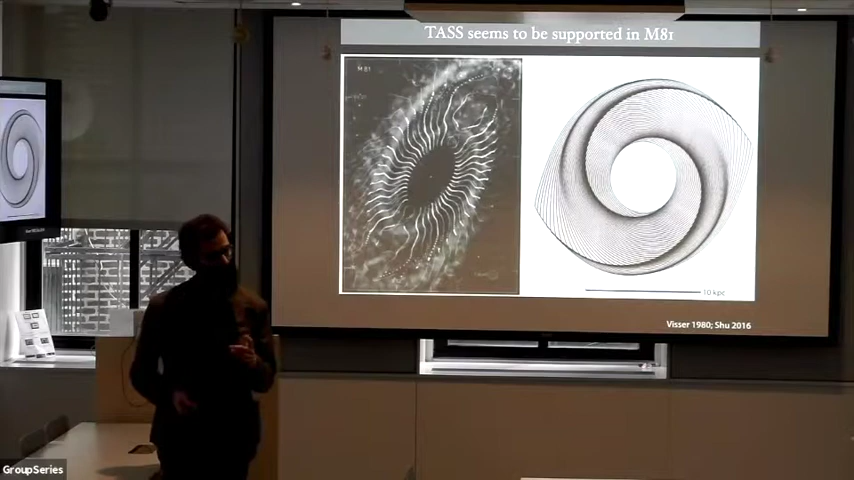 TASS seems to be supported in M81
M81
10 kpc
Visser 1980; Shu 2016
GroupSeries